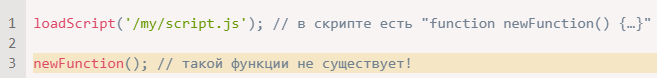 1 loadScript('/my/script.js'); // в скрипте есть "function newFunction() {…}"
2
3 newFunction(); // такой функции не существует!